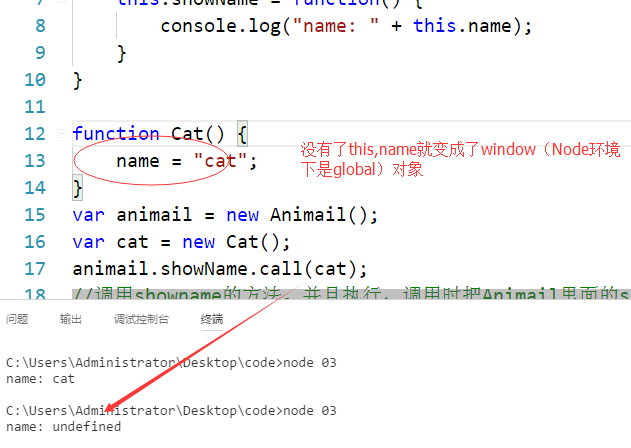 7 this.showName = function() {
8 console.log("name: " + this.name);
9 }
10 }
11
12 function Cat() {
13 name = "cat";
没有了this,name就变成了window（Node环境
下是global）对象
14 }
15 var animail = new Animail();
16 var cat = new Cat();
17 animail.showName.call(cat);
18 //调用showname的方法，并且执行，调用时把Animail里面的s
问题 输出 调试控制台 终端
C:\Users\Administrator\Desktop\code>node 03
name: cat
C:\Users\Administrator\Desktop\code>node 03
name: undefined